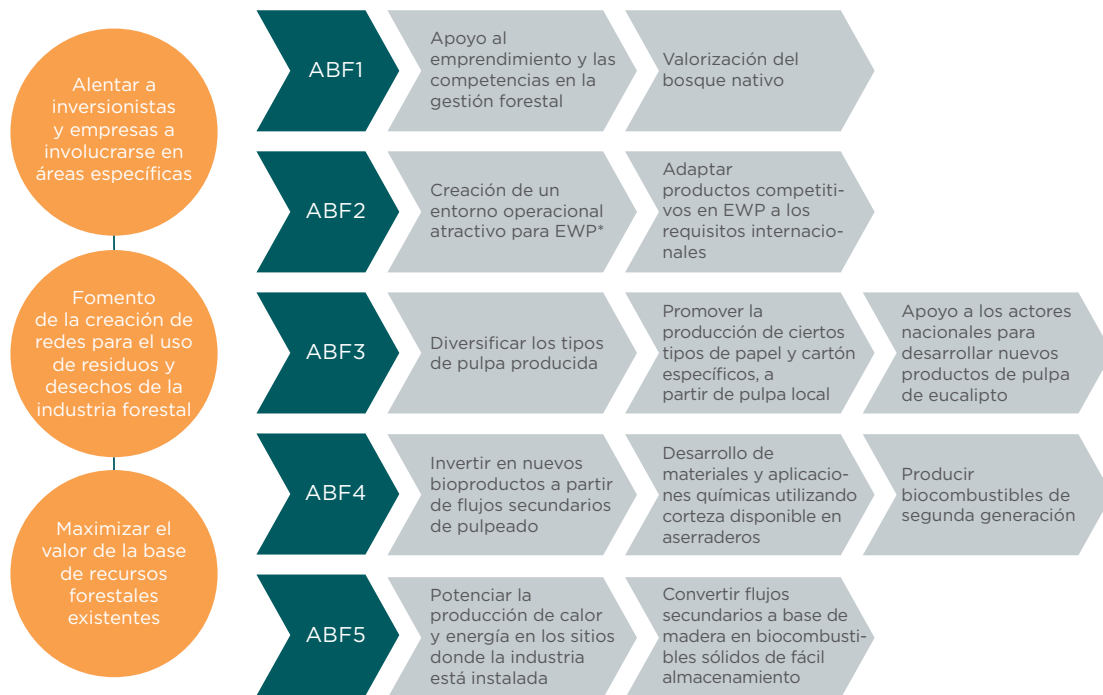 Alentar a
inversionistas
y empresas a
involucrarse en
áreas específicas
Fomento
de la creación de
redes para el uso
de residuos y
desechos de la
industria forestal
Maximizar el
valor de la base
de recursos
forestales
existentes
ABF1
Apoyo al
emprendimiento y las
competencias en la
gestión forestal
Valorización del
bosque nativo
ABF2
Creación de un
entorno operacional
atractivo para EWP*
Adaptar
productos competiti-
vos en EWP a los
requisitos internacio-
nales
ABF3
Diversificar los tipos
de pulpa producida
Promover la
producción de ciertos
tipos de papel y cartón
específicos, a
partir de pulpa local
Apoyo a los actores
nacionales para
desarrollar nuevos
productos de pulpa
de eucalipto
ABF4
Invertir en nuevos
bioproductos a partir
de flujos secundarios
de pulpeado
Desarrollo de
materiales y aplicacio-
nes químicas utilizando
corteza disponible en
aserraderos
Producir
biocombustibles de
segunda generación
ABF5
Potenciar la
producción de calor
y energía en los sitios
donde la industria
está instalada
Convertir flujos
secundarios a base de
madera en biocombusti-
bles sólidos de fácil
almacenamiento